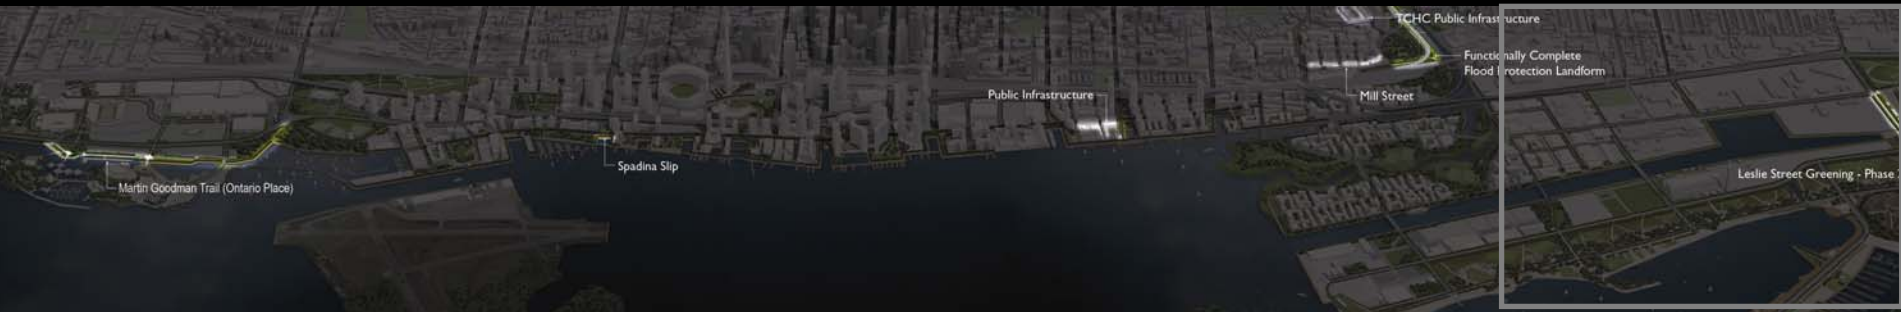 TCHC Public Infrastructure
Functionally Complete
Flood Protection Landform
Public Infrastructure
Mill Street
Spadina Slip
Leslie Street Greening - Phase
Martin Goodman Trail (Ontario Place)